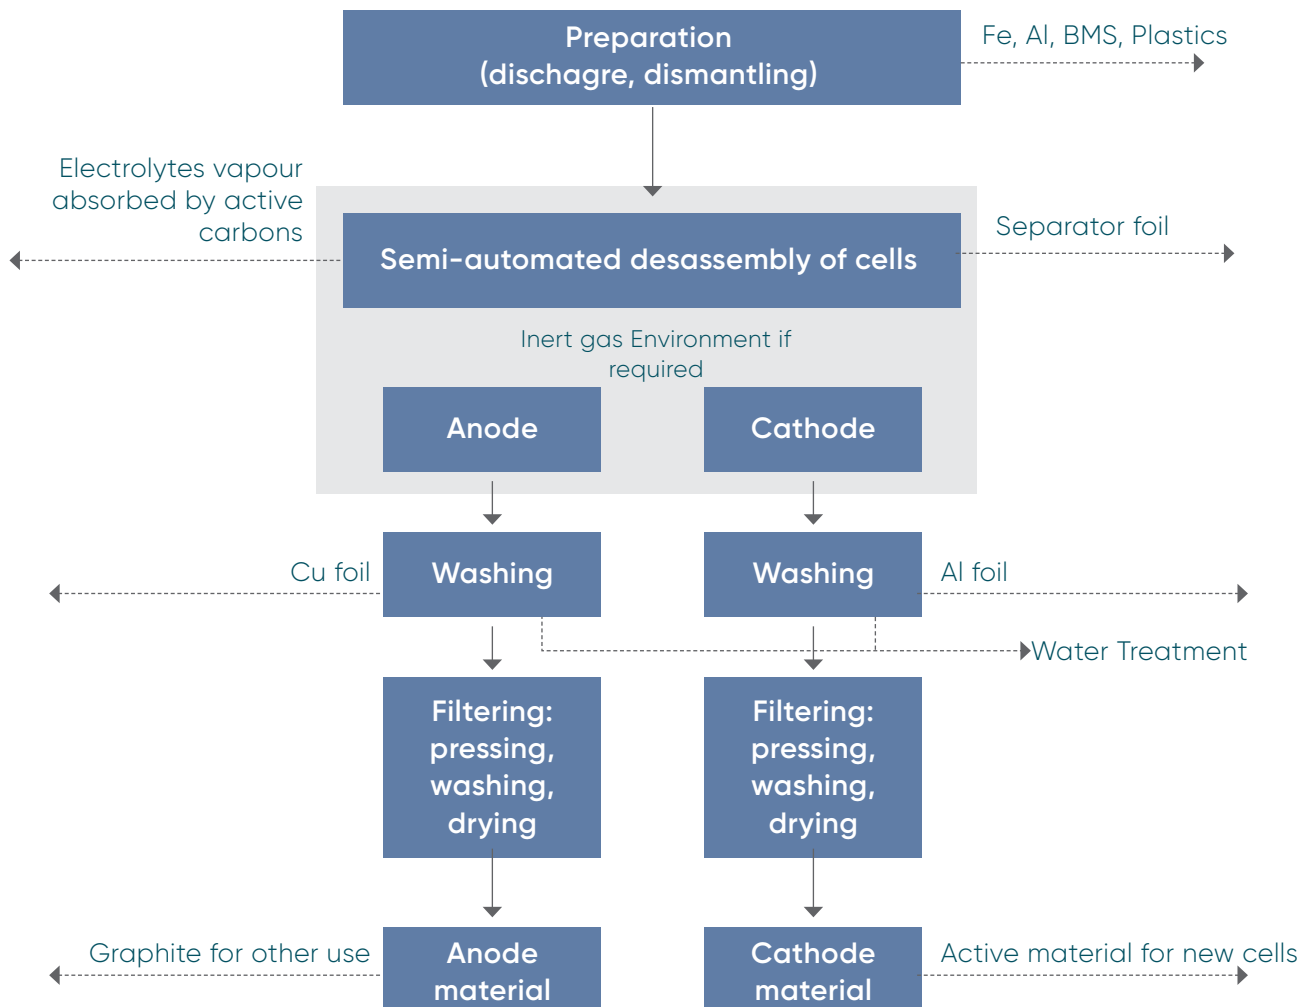 Preparation
(dischagre, dismantling)
Fe, Al, BMS, Plastics
Electrolytes vapour
absorbed by active
carbons
Semi-automated desassembly of cells
Separator foil
Inert gas Environment if
required
Anode
Cathode
Cu foil
Washing
Washing
Al foil
Water Treatment
Filtering:
pressing,
washing,
drying
Filtering:
pressing,
washing,
drying
Graphite for other use
Anode
material
Cathode
material
Active material for new cells